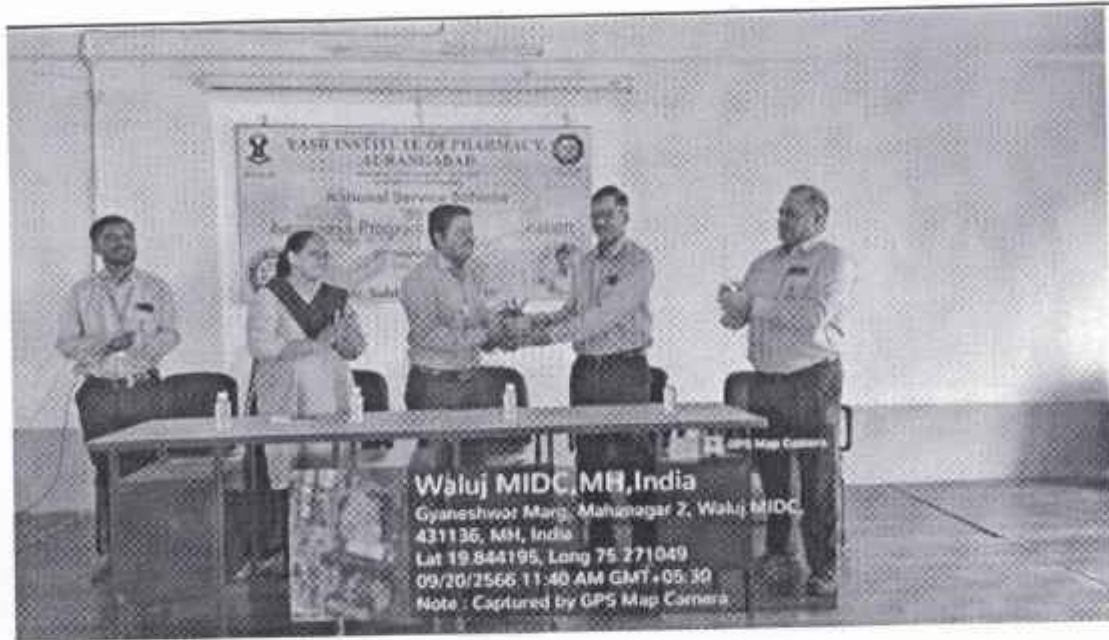 YASH INSTITUTE OF PHARMACY,
AURANGABAD
National Service Scheme
Awareness Program
GPS Map Camera
Waluj MIDC,MH,India
Gyaneshwar Marg, Mahanagar 2, Waluj MIDC,
431136, MH, India
Lat 19.844195, Long 75.271049
09/20/2566 11:40 AM GMT+05:30
Note : Captured by GPS Map Camera